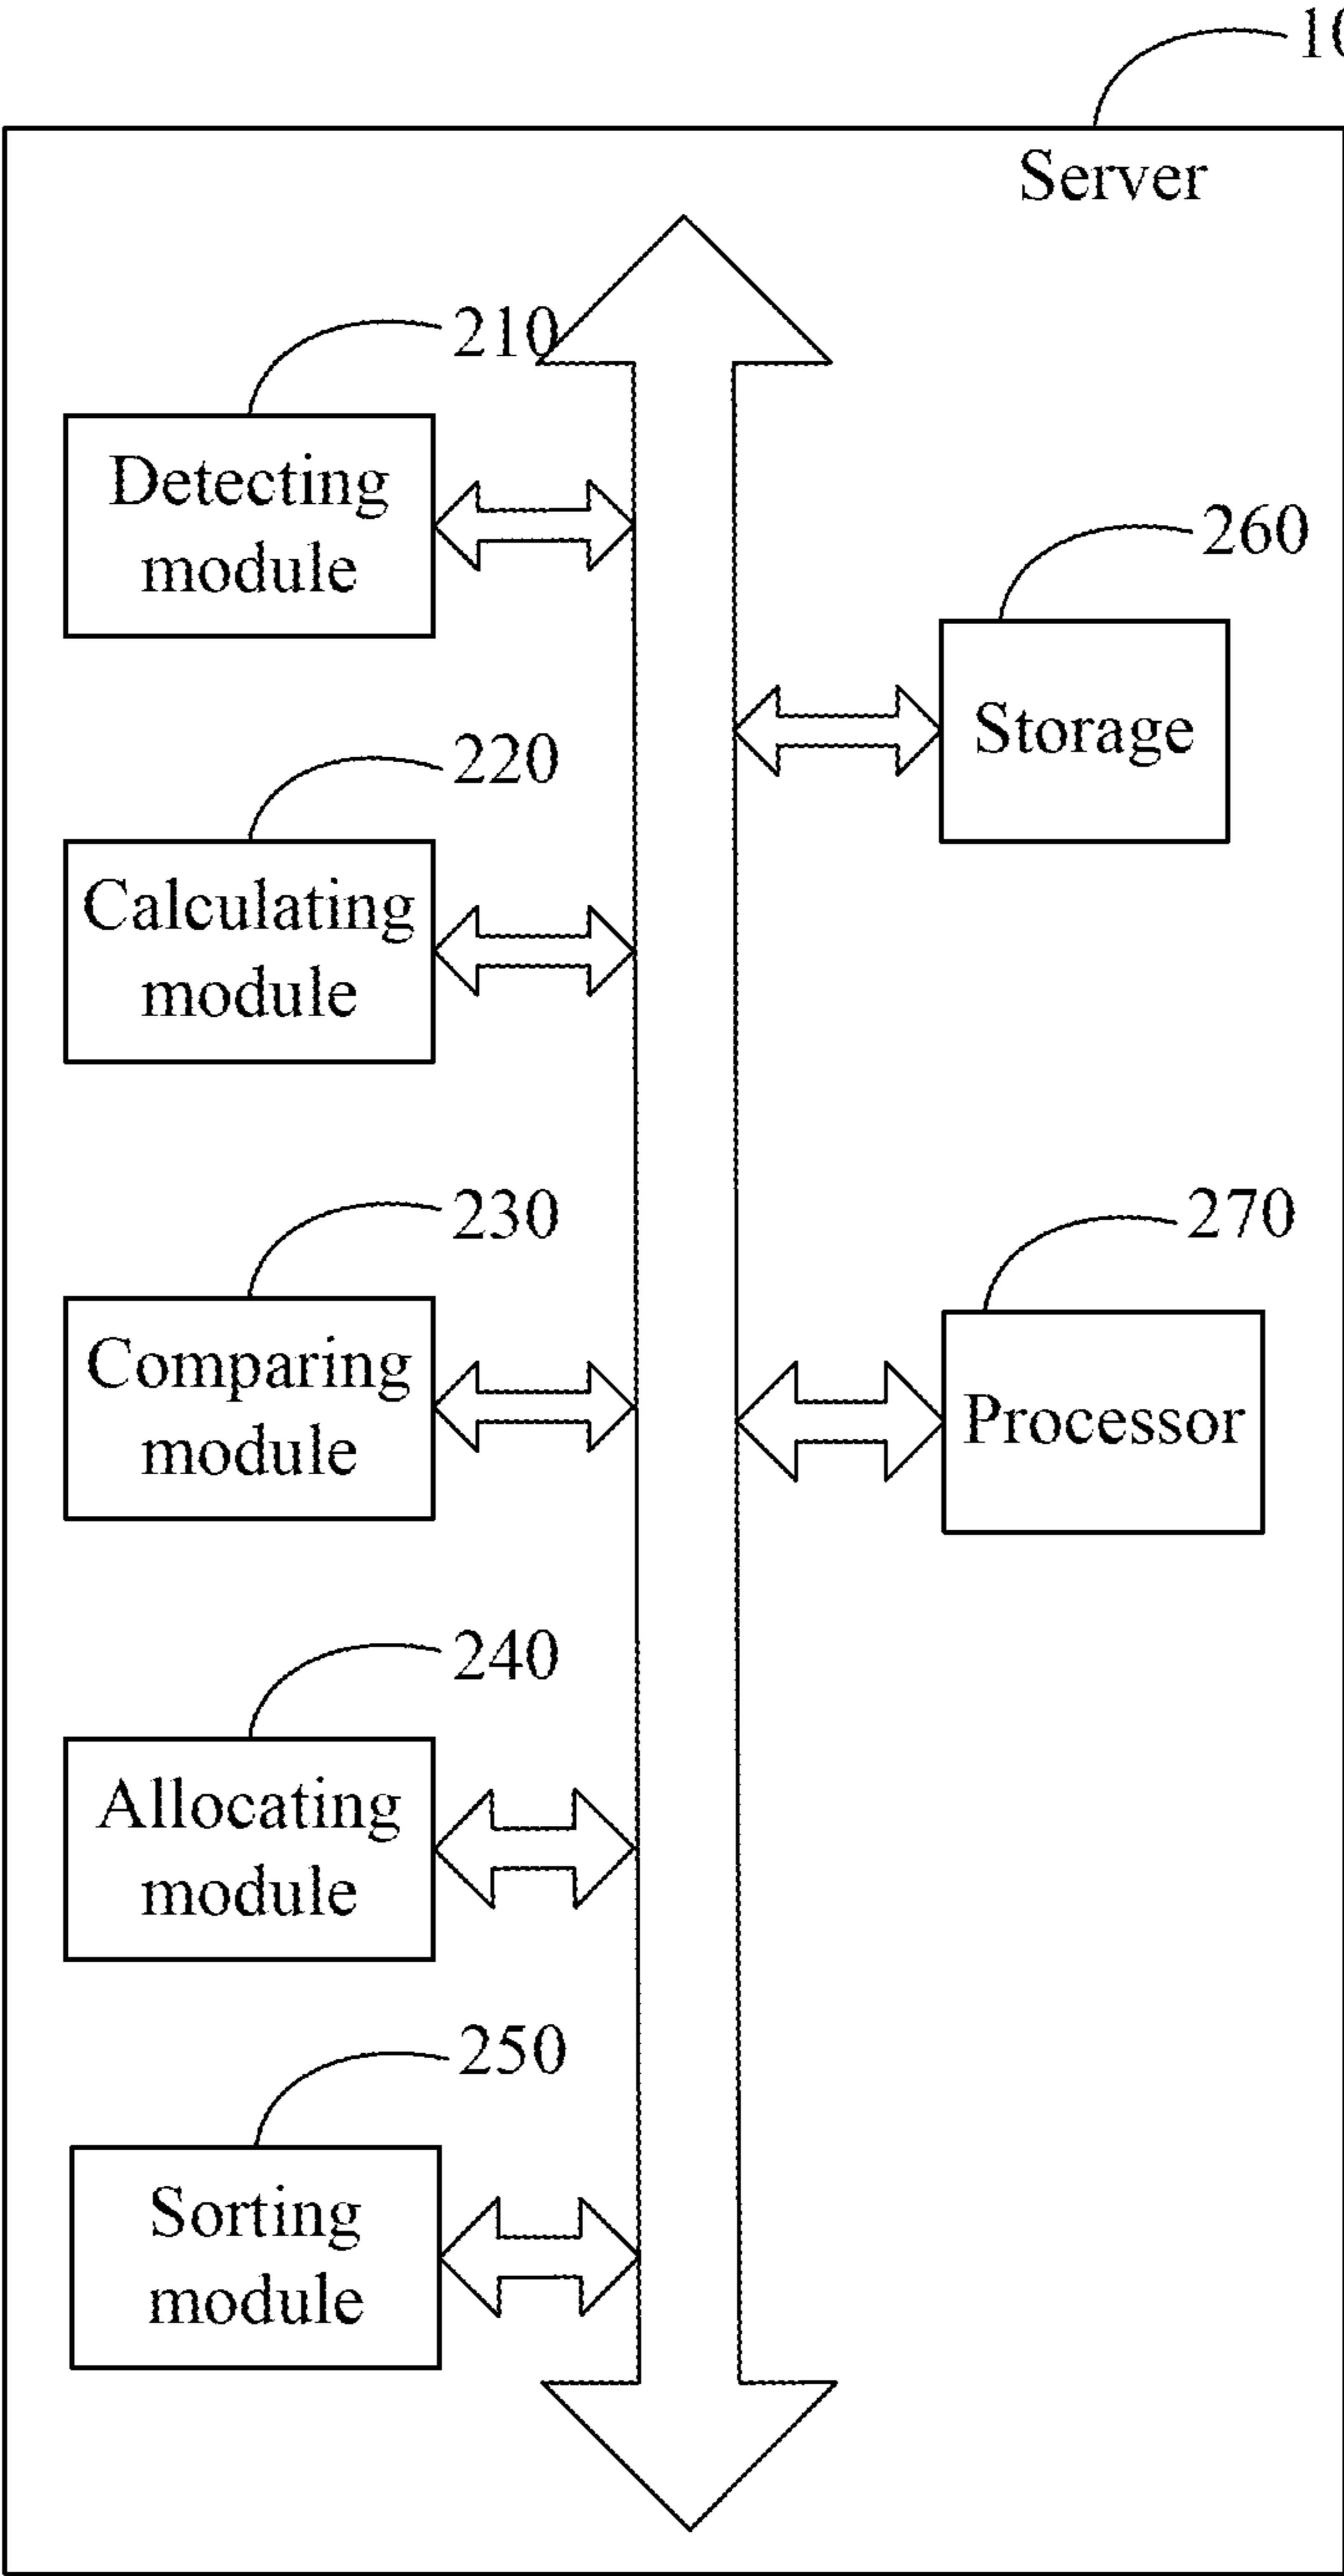 Server
210
Detecting
module
260
Storage
220
Calculating
module
230
Comparing
module
270
Processor
240
Allocating
module
250
Sorting
module